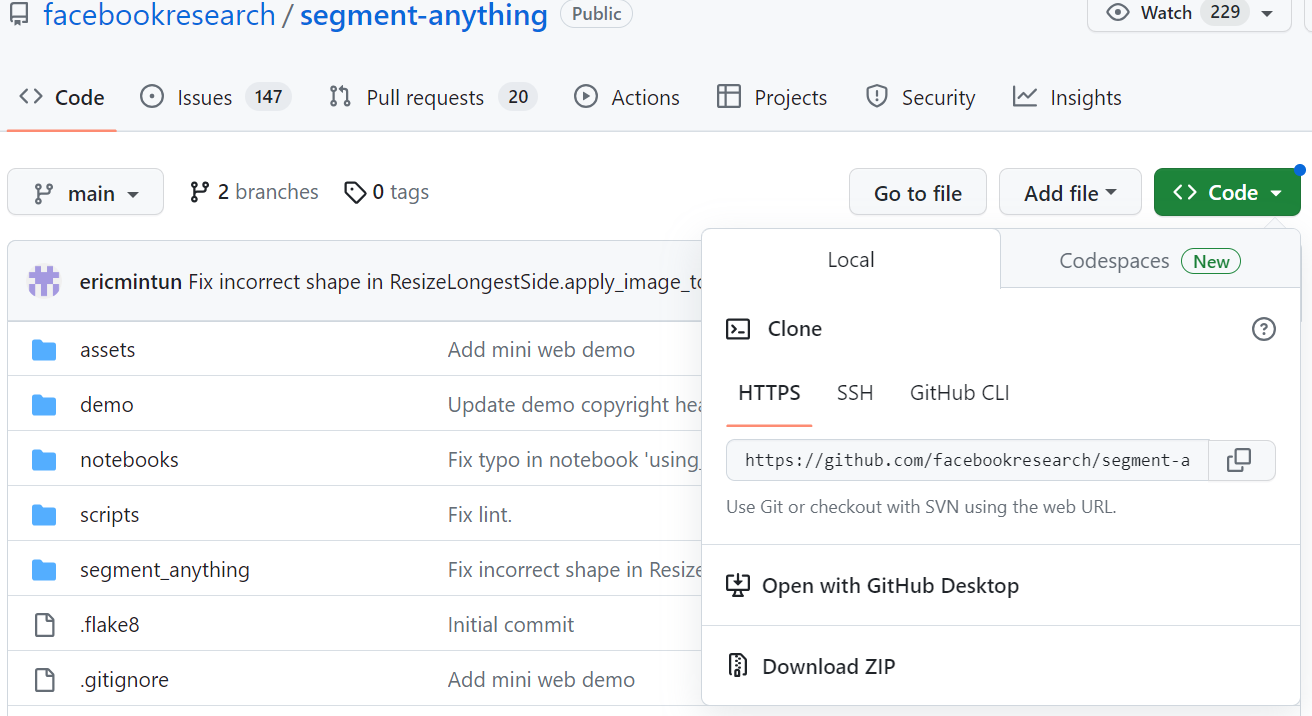 facebookresearch / segment-anything Public Watch 229
Code Issues 147 Pull requests 20 Actions Projects Security Insights
main 2 branches 0 tags Go to file Add file Code
ericmintun Fix incorrect shape in ResizeLongestSide.apply_image_to
assets Add mini web demo
demo Update demo copyright hea
notebooks Fix typo in notebook 'using_
scripts Fix lint.
segment_anything Fix incorrect shape in Resize
.flake8 Initial commit
.gitignore Add mini web demo
Local Codespaces New
Clone
HTTPS SSH GitHub CLI
https://github.com/facebookresearch/segment-a
Use Git or checkout with SVN using the web URL.
Open with GitHub Desktop
Download ZIP